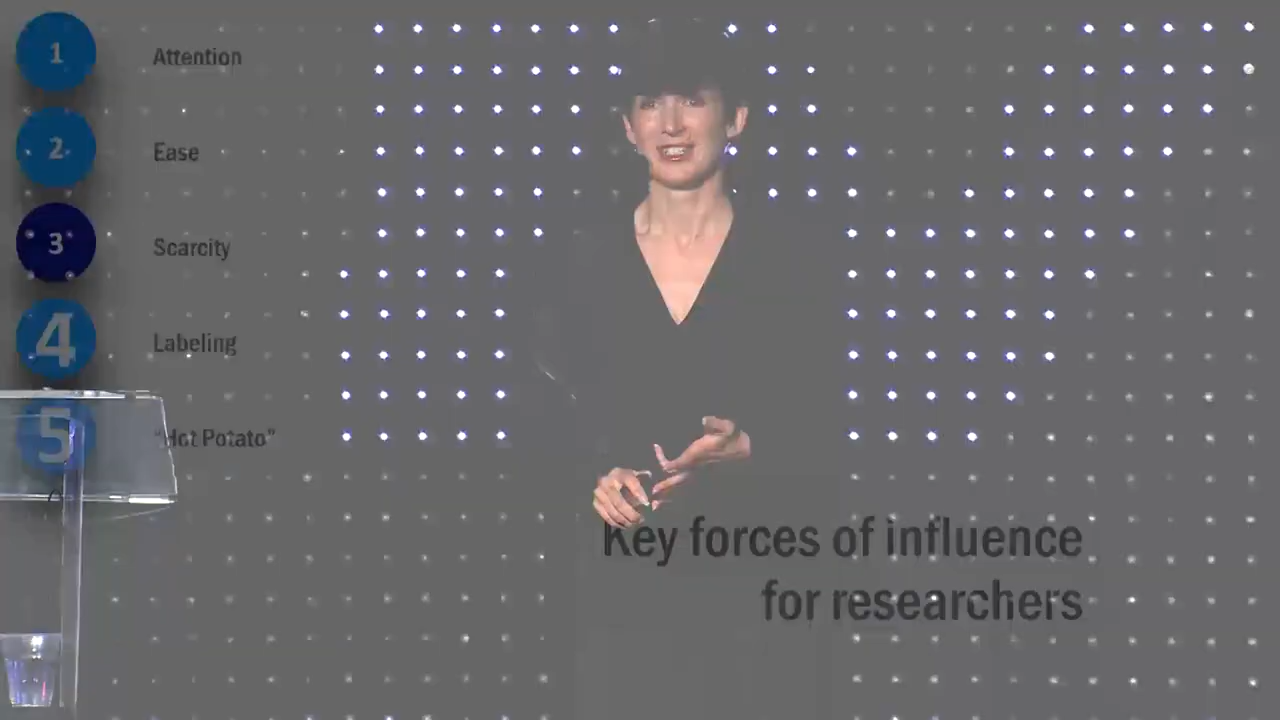 1 Attention
2 Ease
3 Scarcity
4 Labeling
5 "Hot Potato"
Key forces of influence
for researchers